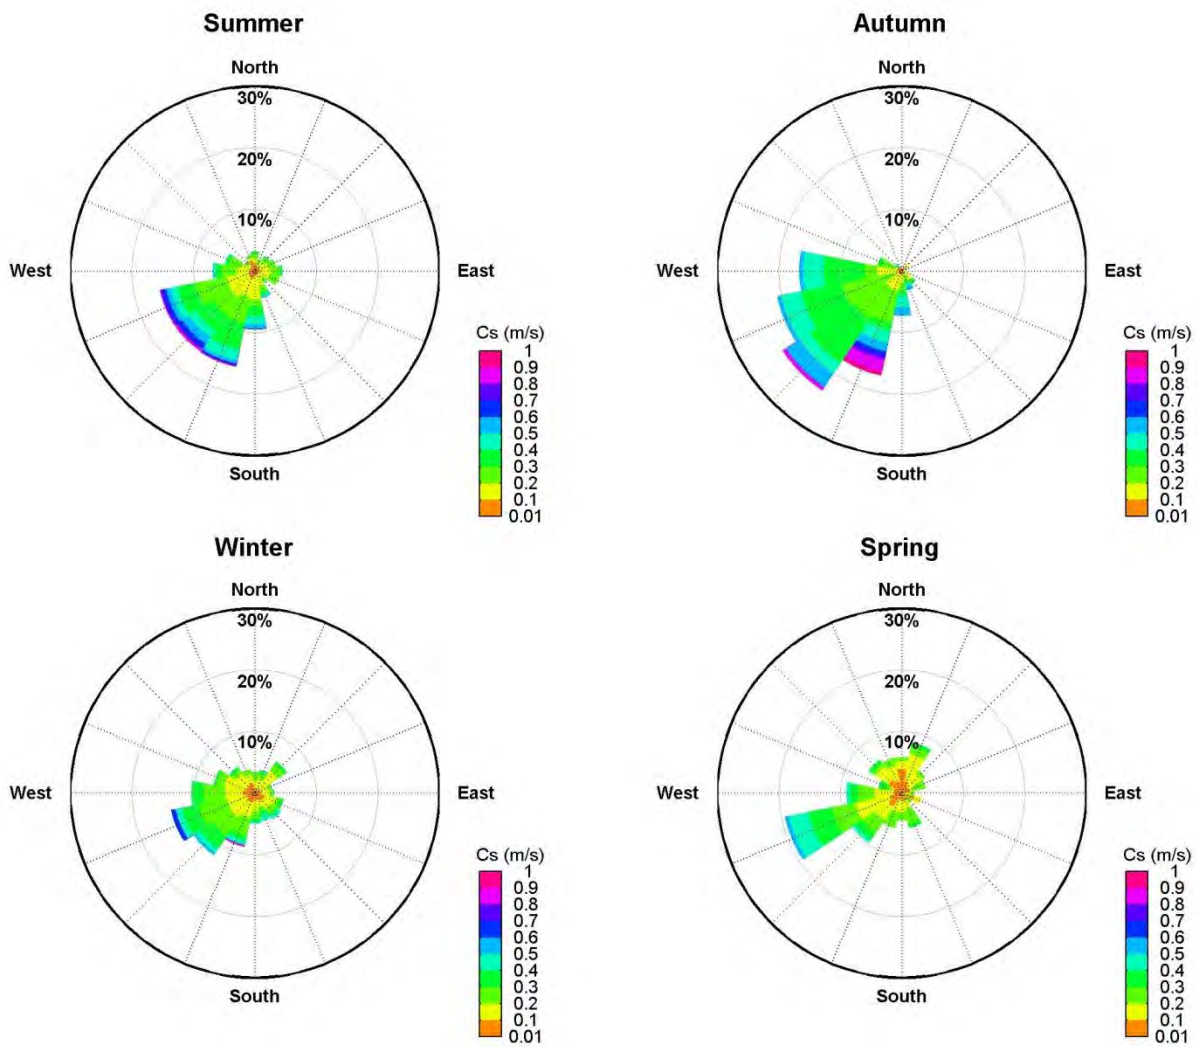 Summer
North
30%
20%
10%
West
East
South
Cs (m/s)
1
0.9
0.8
0.7
0.6
0.5
0.4
0.3
0.2
0.1
0.01
Autumn
North
30%
20%
10%
West
East
South
Cs (m/s)
1
0.9
0.8
0.7
0.6
0.5
0.4
0.3
0.2
0.1
0.01
Winter
North
30%
20%
10%
West
East
South
Cs (m/s)
1
0.9
0.8
0.7
0.6
0.5
0.4
0.3
0.2
0.1
0.01
Spring
North
30%
20%
10%
West
East
South
Cs (m/s)
1
0.9
0.8
0.7
0.6
0.5
0.4
0.3
0.2
0.1
0.01